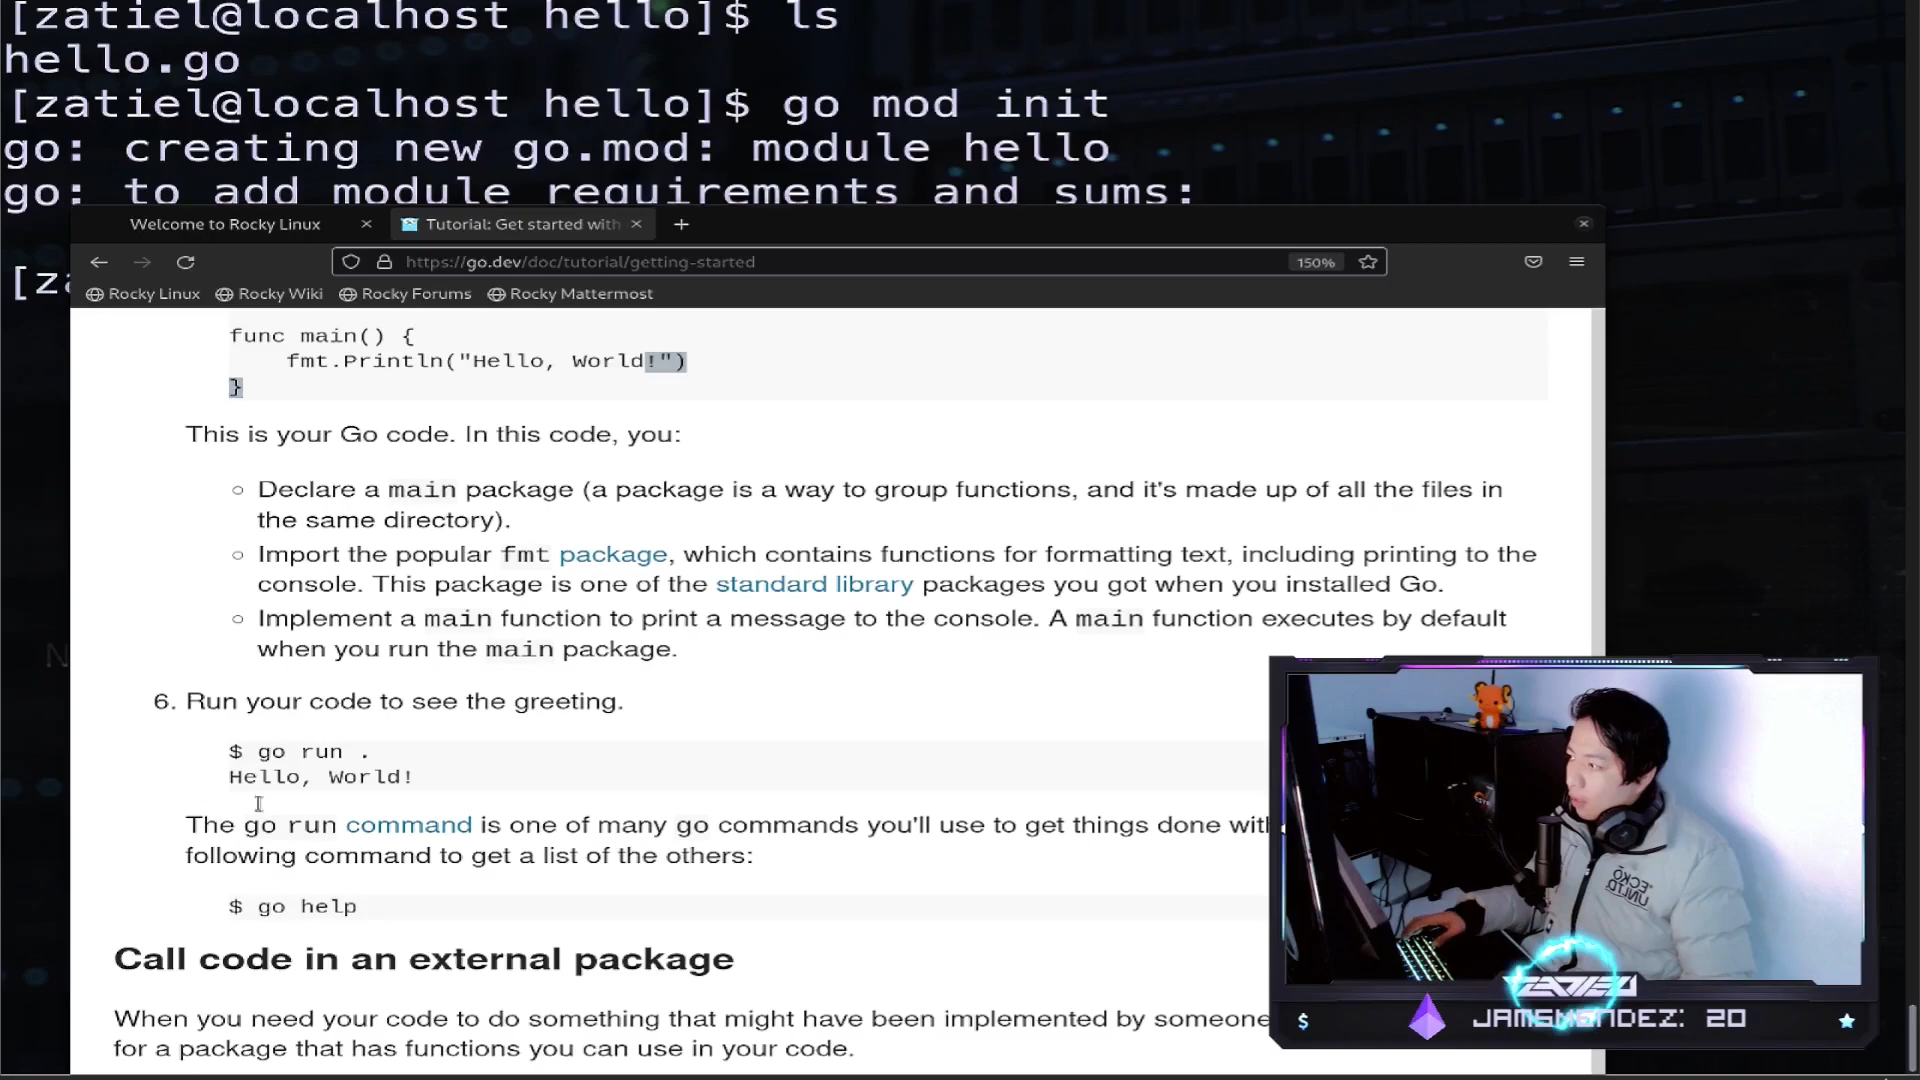 [zatiel@localhost hello]$ ls
hello.go
[zatiel@localhost hello]$ go mod init
go: creating new go.mod: module hello
go: to add module requirements and sums:
[za
Welcome to Rocky Linux
Tutorial: Get started with
https://go.dev/doc/tutorial/getting-started
150%
Rocky Linux Rocky Wiki Rocky Forums Rocky Mattermost
func main() {
fmt.Println("Hello, World!")
}
This is your Go code. In this code, you:
Declare a main package (a package is a way to group functions, and it's made up of all the files in
the same directory).
Import the popular fmt package, which contains functions for formatting text, including printing to the
console. This package is one of the standard library packages you got when you installed Go.
Implement a main function to print a message to the console. A main function executes by default
when you run the main package.
6. Run your code to see the greeting.
$ go run .
Hello, World!
The go run command is one of many go commands you'll use to get things done with
following command to get a list of the others:
$ go help
Call code in an external package
When you need your code to do something that might have been implemented by someone
for a package that has functions you can use in your code.
ECKO
UNLTD
$ JAMSMENDEZ: 20